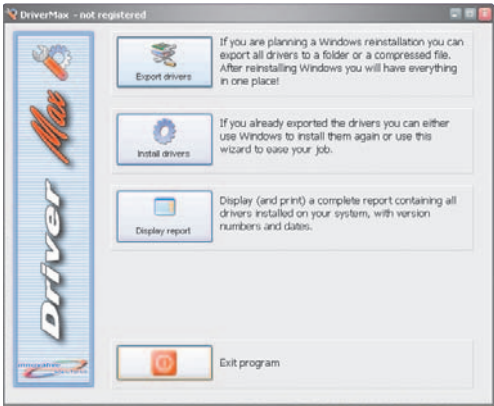 DriverMax - not registered
Driver Max
Export drivers
If you are planning a Windows reinstallation you can
export all drivers to a folder or a compressed file.
After reinstalling Windows you will have everything
in one place!
Install drivers
If you already exported the drivers you can either
use Windows to install them again or use this
wizard to ease your job.
Display report
Display (and print) a complete report containing all
drivers installed on your system, with version
numbers and dates.
Exit program